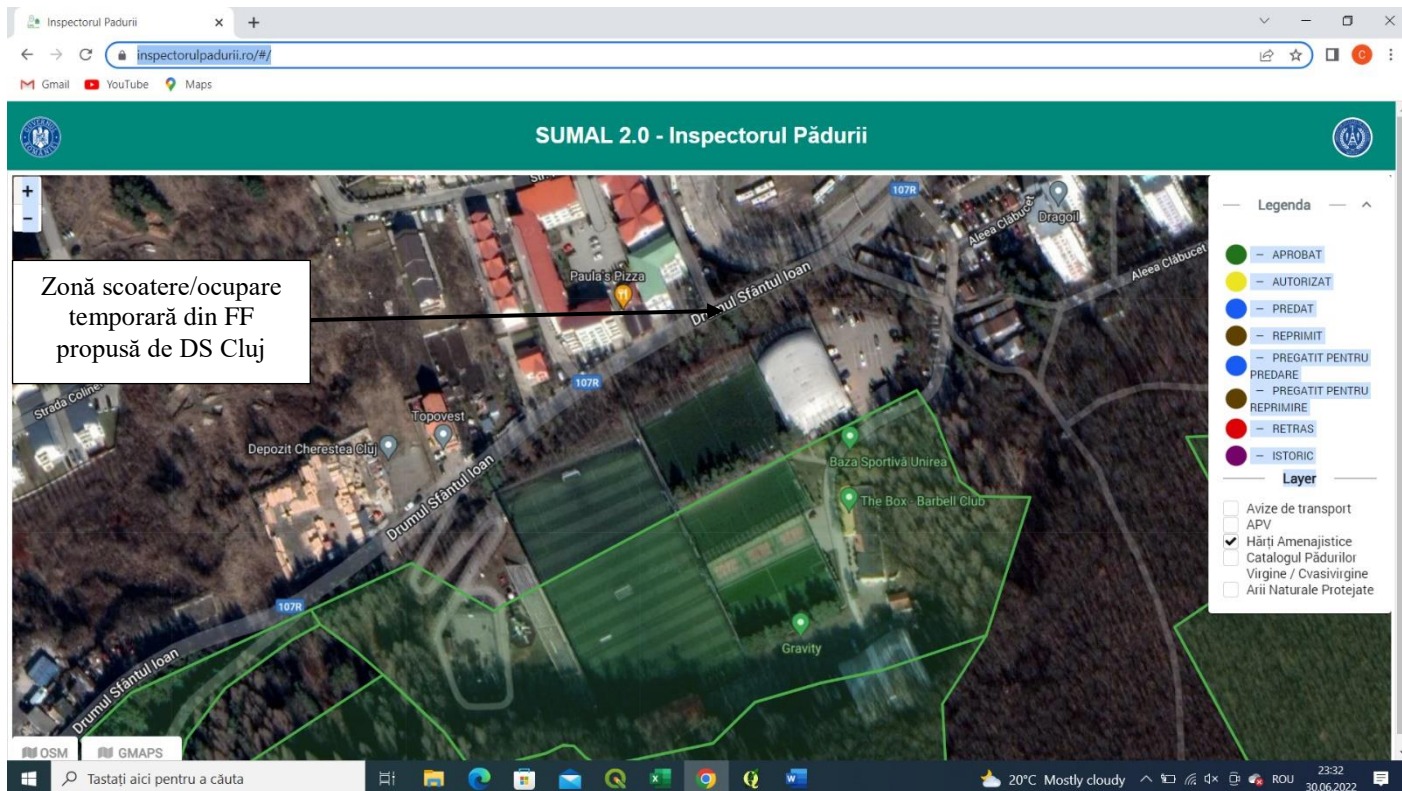 Inspectorul Padurii
inspectorulpadurii.ro/#/
Gmail
YouTube
Maps
SUMAL 2.0 - Inspectorul Pădurii
+
-
Zonă scoatere/ocupare
temporară din FF
propusă de DS Cluj
107R
Dragoil
Aleea Clăbucet
Aleea Clăbucet
Paula's Pizza
Drumul Sfântul Ioan
107R
Strada Colinei
Topovest
Depozit Cherestea Cluj
Drumul Sfântul Ioan
Baza Sportivă Unirea
The Box - Barbell Club
107R
Gravity
Drumul Sfântul Ioan
Legenda
– APROBAT
– AUTORIZAT
– PREDAT
– REPRIMIT
– PREGATIT PENTRU
PREDARE
– PREGATIT PENTRU
REPRIMIRE
– RETRAS
– ISTORIC
Layer
Avize de transport
APV
Hărți Amenajistice
Catalogul Pădurilor
Virgine / Cvasivirgine
Arii Naturale Protejate
OSM
GMAPS
Tastați aici pentru a căuta
20°C Mostly cloudy
ROU
23:32
30.06.2022